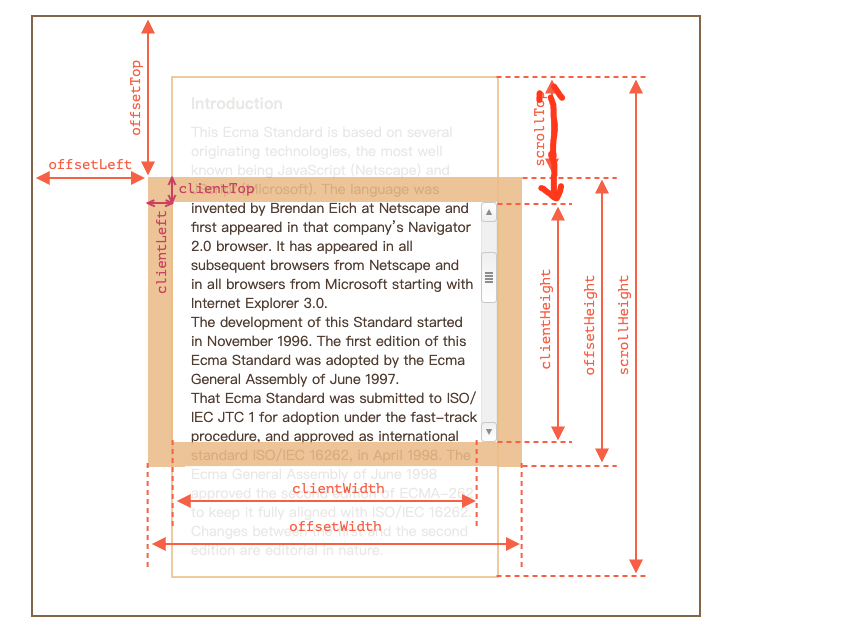 offsetTop
offsetLeft
Introduction
This Ecma Standard is based on several
originating technologies, the most well
known being JavaScript (Netscape) and
(Microsoft). The language was
invented by Brendan Eich at Netscape and
first appeared in that company's Navigator
2.0 browser. It has appeared in all
subsequent browsers from Netscape and
in all browsers from Microsoft starting with
Internet Explorer 3.0.
The development of this Standard started
in November 1996. The first edition of this
Ecma Standard was adopted by the Ecma
General Assembly of June 1997.
That Ecma Standard was submitted to ISO/
IEC JTC 1 for adoption under the fast-track
procedure, and approved as international
standard ISO/IEC 16262, in April 1998. The
Ecma General Assembly of June 1998
approved the second edition of ECMA-262
to keep it fully aligned with ISO/IEC 16262.
Changes between the first and the second
edition are editorial in nature.
clientTop
clientLeft
scrollTop
clientHeight
offsetHeight
scrollHeight
clientWidth
offsetWidth